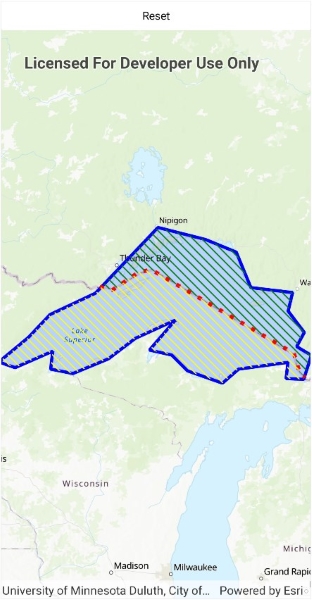 Reset
Licensed For Developer Use Only
Nipigon
Thunder Bay
Wa
Lake
Superior
is
Wisconsin
Michig
Madison
Milwaukee
Grand Rapid
University of Minnesota Duluth, City of... Powered by Esri